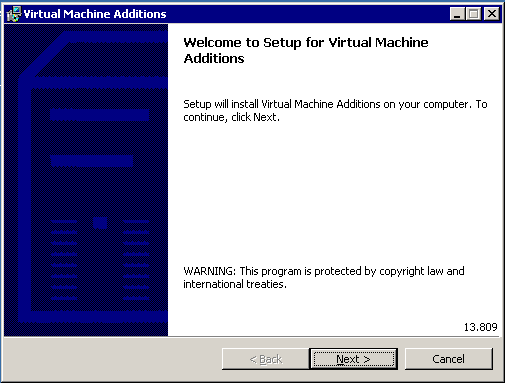 Virtual Machine Additions
Welcome to Setup for Virtual Machine
Additions
Setup will install Virtual Machine Additions on your computer. To
continue, click Next.
WARNING: This program is protected by copyright law and
international treaties.
13.809
< Back
Next >
Cancel